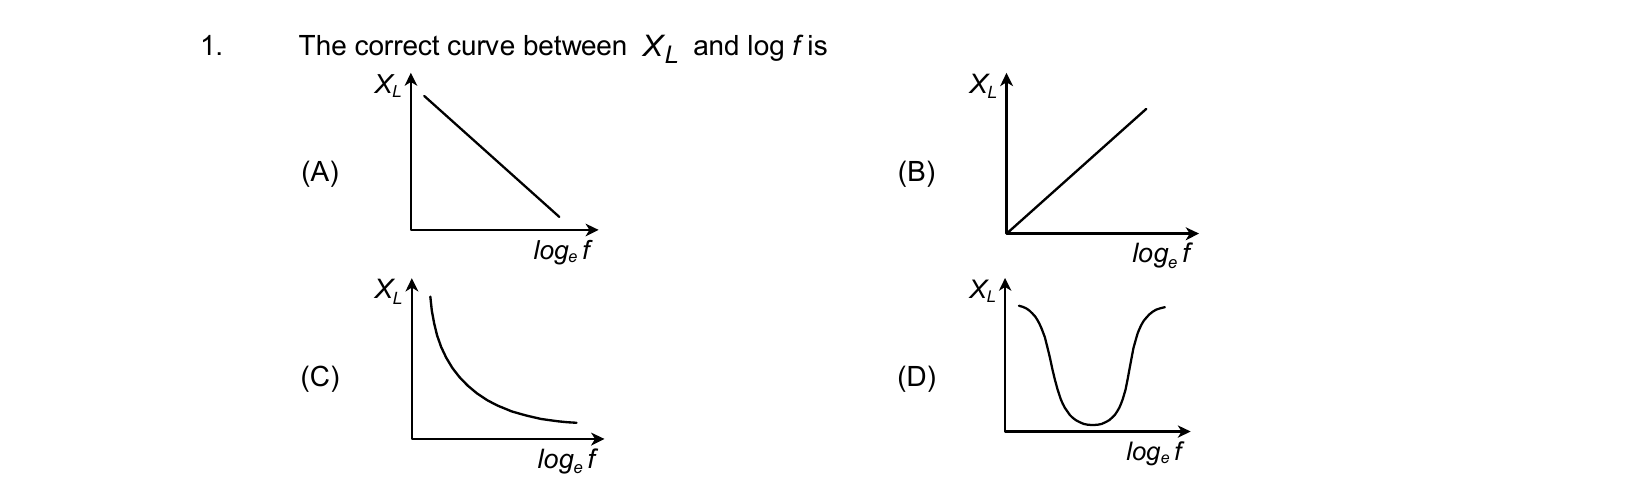 1. The correct curve between X_L and log f is
X_L X_L
(A) (B)
log_e f log_e f
X_L X_L
(C) (D)
log_e f log_e f